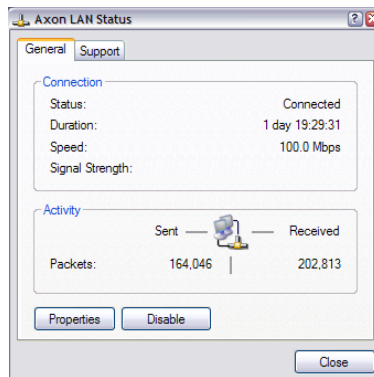 Axon LAN Status
General Support
Connection
Status: Connected
Duration: 1 day 19:29:31
Speed: 100.0 Mbps
Signal Strength:
Activity
Sent Received
Packets: 164,046 202,813
Properties Disable
Close